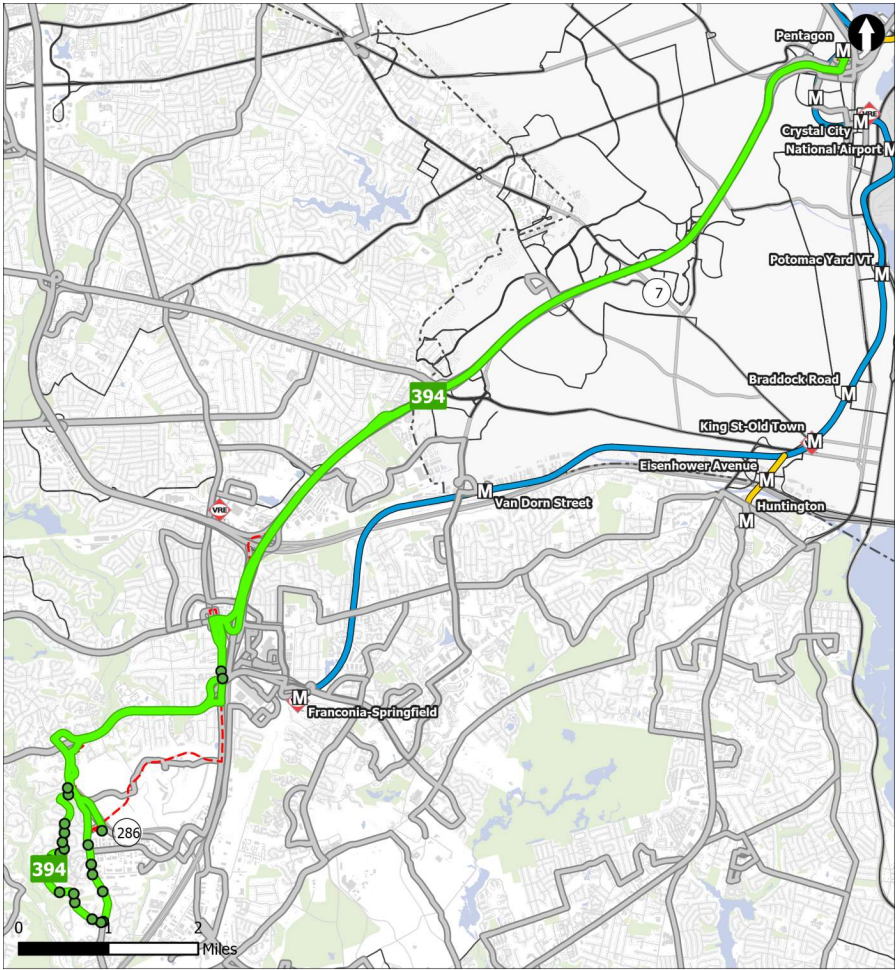 Pentagon
M
M
VRE
Crystal City
M
National Airport
M
Potomac Yard VT
M
7
Braddock Road
M
394
King St-Old Town
M
Eisenhower Avenue
M
M
Van Dorn Street
Huntington
M
VRE
M
Franconia-Springfield
286
394
0
1
2
Miles